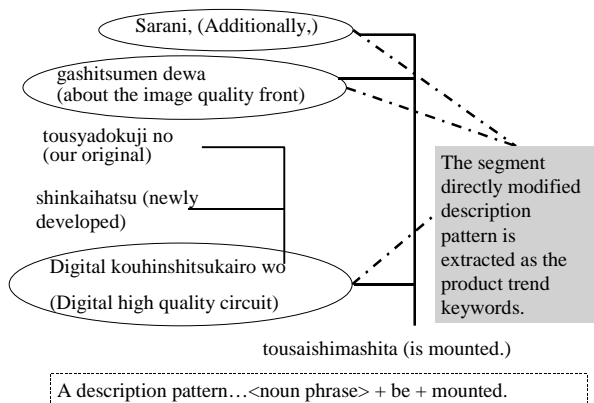 Sarani, (Additionally,)
gashitsumen dewa
(about the image quality front)
tousyadokuji no
(our original)
shinkaihatsu (newly
developed)
Digital kouhinshitsukairo wo
(Digital high quality circuit)
The segment
directly modified
description
pattern is
extracted as the
product trend
keywords.
tousaishimashita (is mounted.)
A description pattern…<noun phrase> + be + mounted.